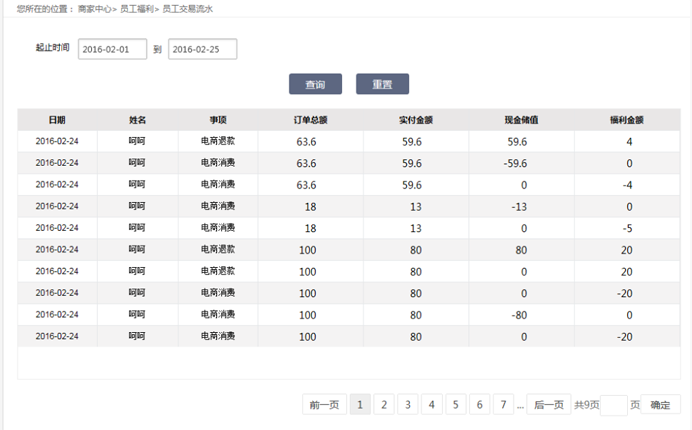 您所在的位置： 商家中心> 员工福利> 员工交易流水
起止时间 2016-02-01 到 2016-02-25
查询 重置
日期 姓名 事项 订单总额 实付金额 现金储值 福利金额
2016-02-24 呵呵 电商退款 63.6 59.6 59.6 4
2016-02-24 呵呵 电商消费 63.6 59.6 -59.6 0
2016-02-24 呵呵 电商消费 63.6 59.6 0 -4
2016-02-24 呵呵 电商消费 18 13 -13 0
2016-02-24 呵呵 电商消费 18 13 0 -5
2016-02-24 呵呵 电商退款 100 80 80 20
2016-02-24 呵呵 电商退款 100 80 0 20
2016-02-24 呵呵 电商消费 100 80 0 -20
2016-02-24 呵呵 电商消费 100 80 -80 0
2016-02-24 呵呵 电商消费 100 80 0 -20
前一页 1 2 3 4 5 6 7 ... 后一页 共9页 页 确定